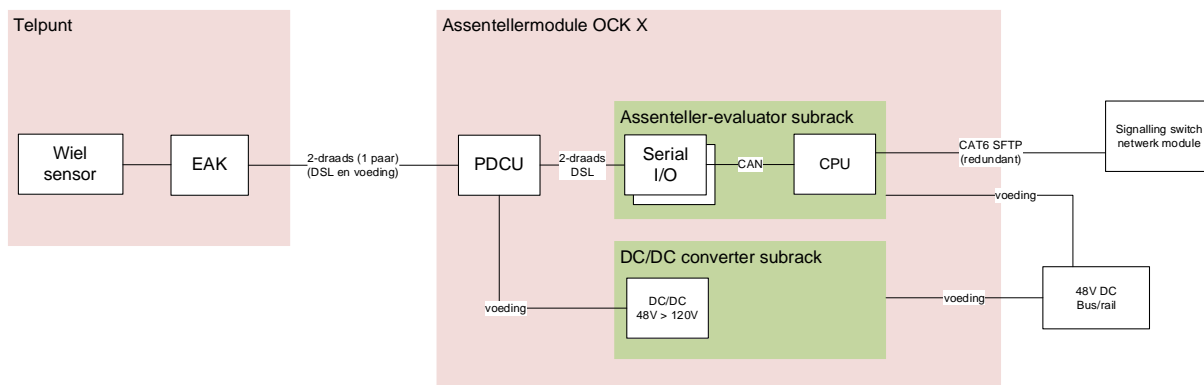 Telpunt
Assentellermodule OCK X
Assenteller-evaluator subrack
Wiel
sensor
EAK
2-draads (1 paar)
(DSL en voeding)
PDCU
2-draads
DSL
Serial
I/O
CAN
CPU
CAT6 SFTP
(redundant)
Signalling switch
netwerk module
voeding
DC/DC converter subrack
voeding
DC/DC
48V > 120V
voeding
48V DC
Bus/rail